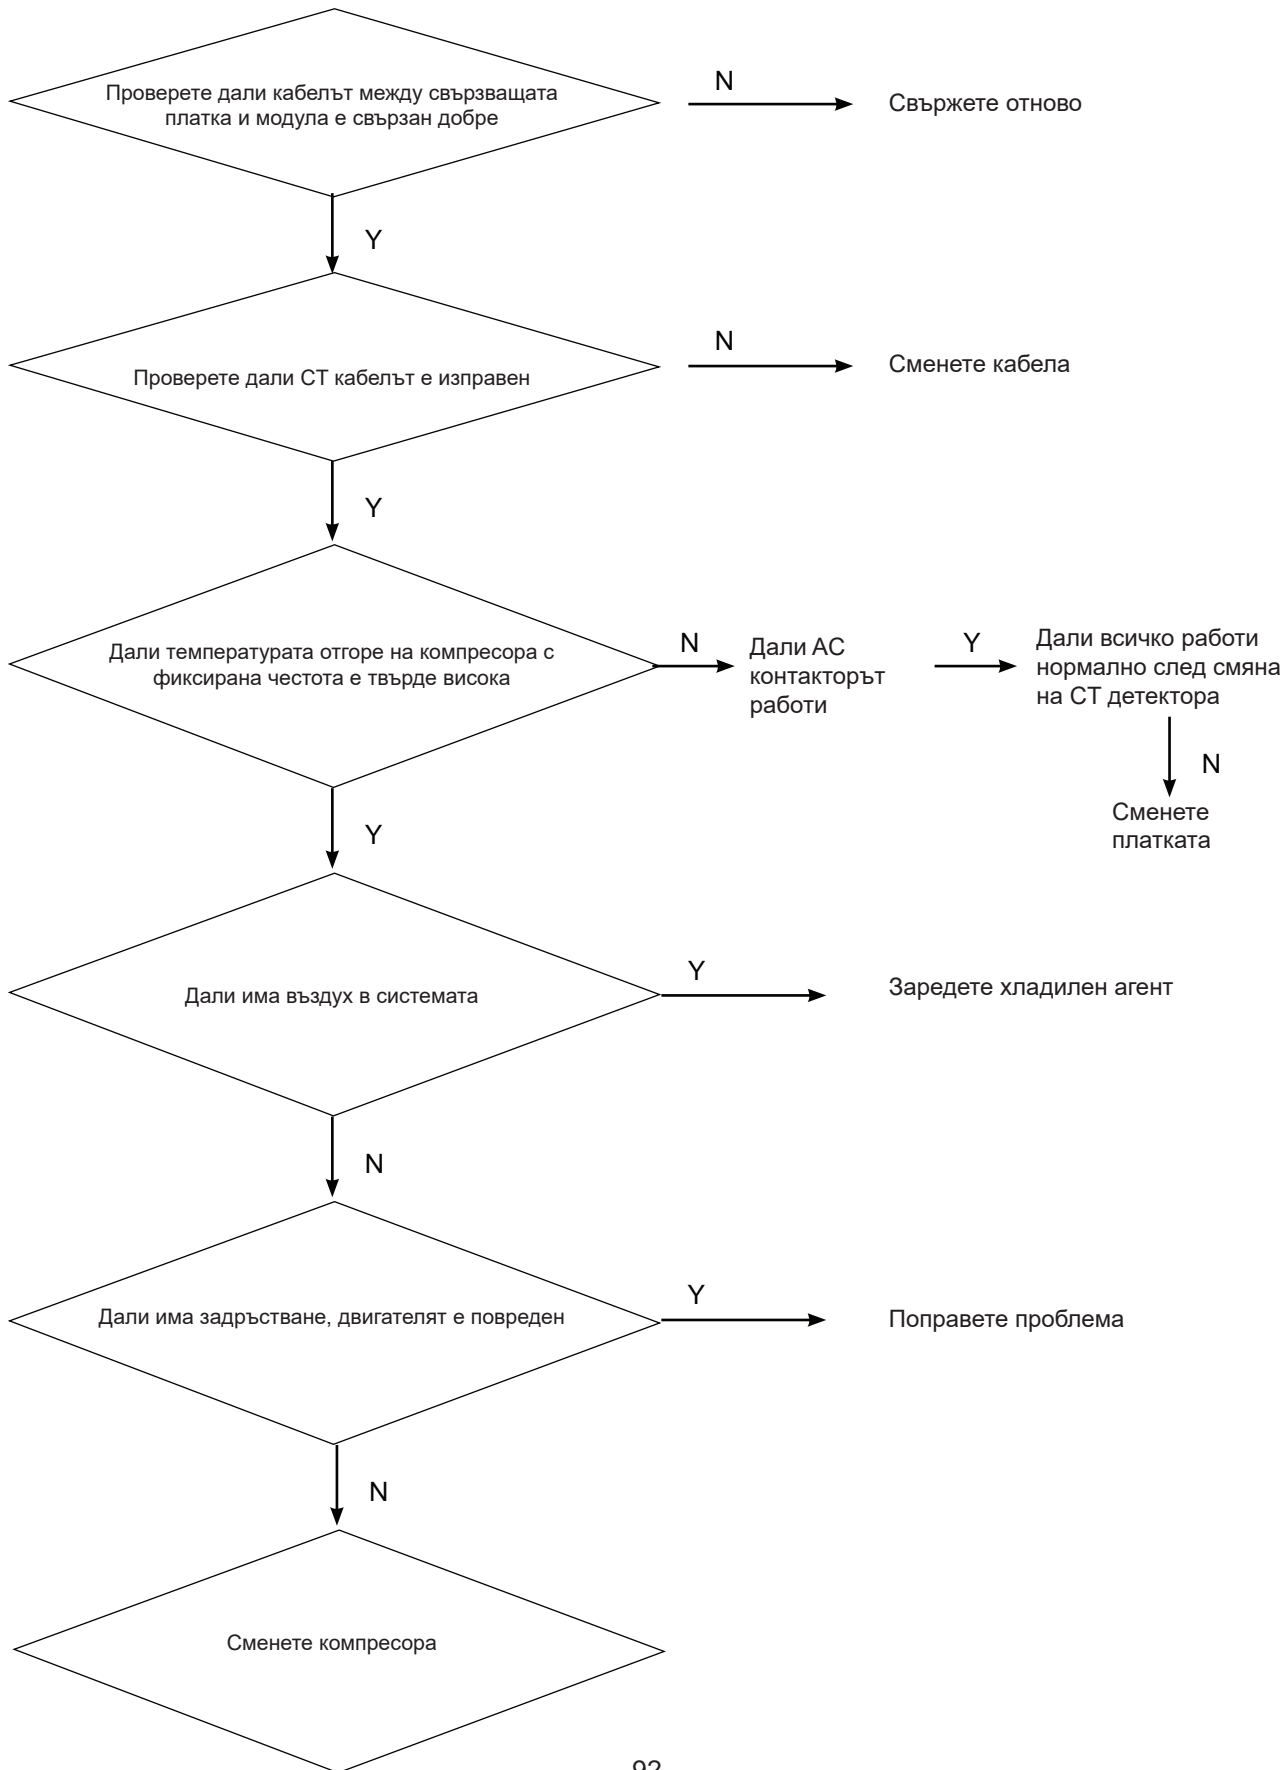 Проверете дали кабелът между свързващата
платка и модула е свързан добре
N
Свържете отново
Y
Проверете дали CT кабелът е изправен
N
Сменете кабела
Y
Дали температурата отгоре на компресора с
фиксирана честота е твърде висока
N
Дали AC
контакторът
работи
Y
Дали всичко работи
нормално след смяна
на CT детектора
N
Сменете
платката
Y
Дали има въздух в системата
Y
Заредете хладилен агент
N
Дали има задръстване, двигателят е повреден
Y
Поправете проблема
N
Сменете компресора
92